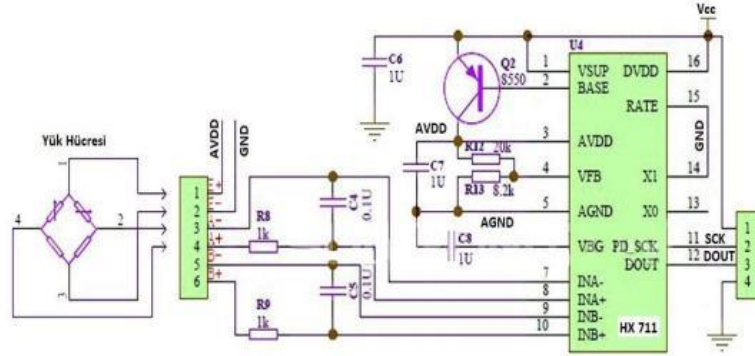 Vcc
U4
C6
1U
Q2
8550
1
VSUP
DVDD
16
2
BASE
RATE
15
GND
AVDD
3
AVDD
R12
20k
Yük Hücresi
AVDD
GND
C7
1U
R13
8.2k
4
VFB
X1
14
5
AGND
X0
13
AGND
C8
1U
VBG
PD_SCK
11
SCK
DOUT
12
DOUT
1
2
3
4
1
4
2
3
1
2
3
4
5
6
C4
0.1U
R8
1k
C5
0.1U
R9
1k
7
INA-
8
INA+
9
INB-
10
INB+
HX 711